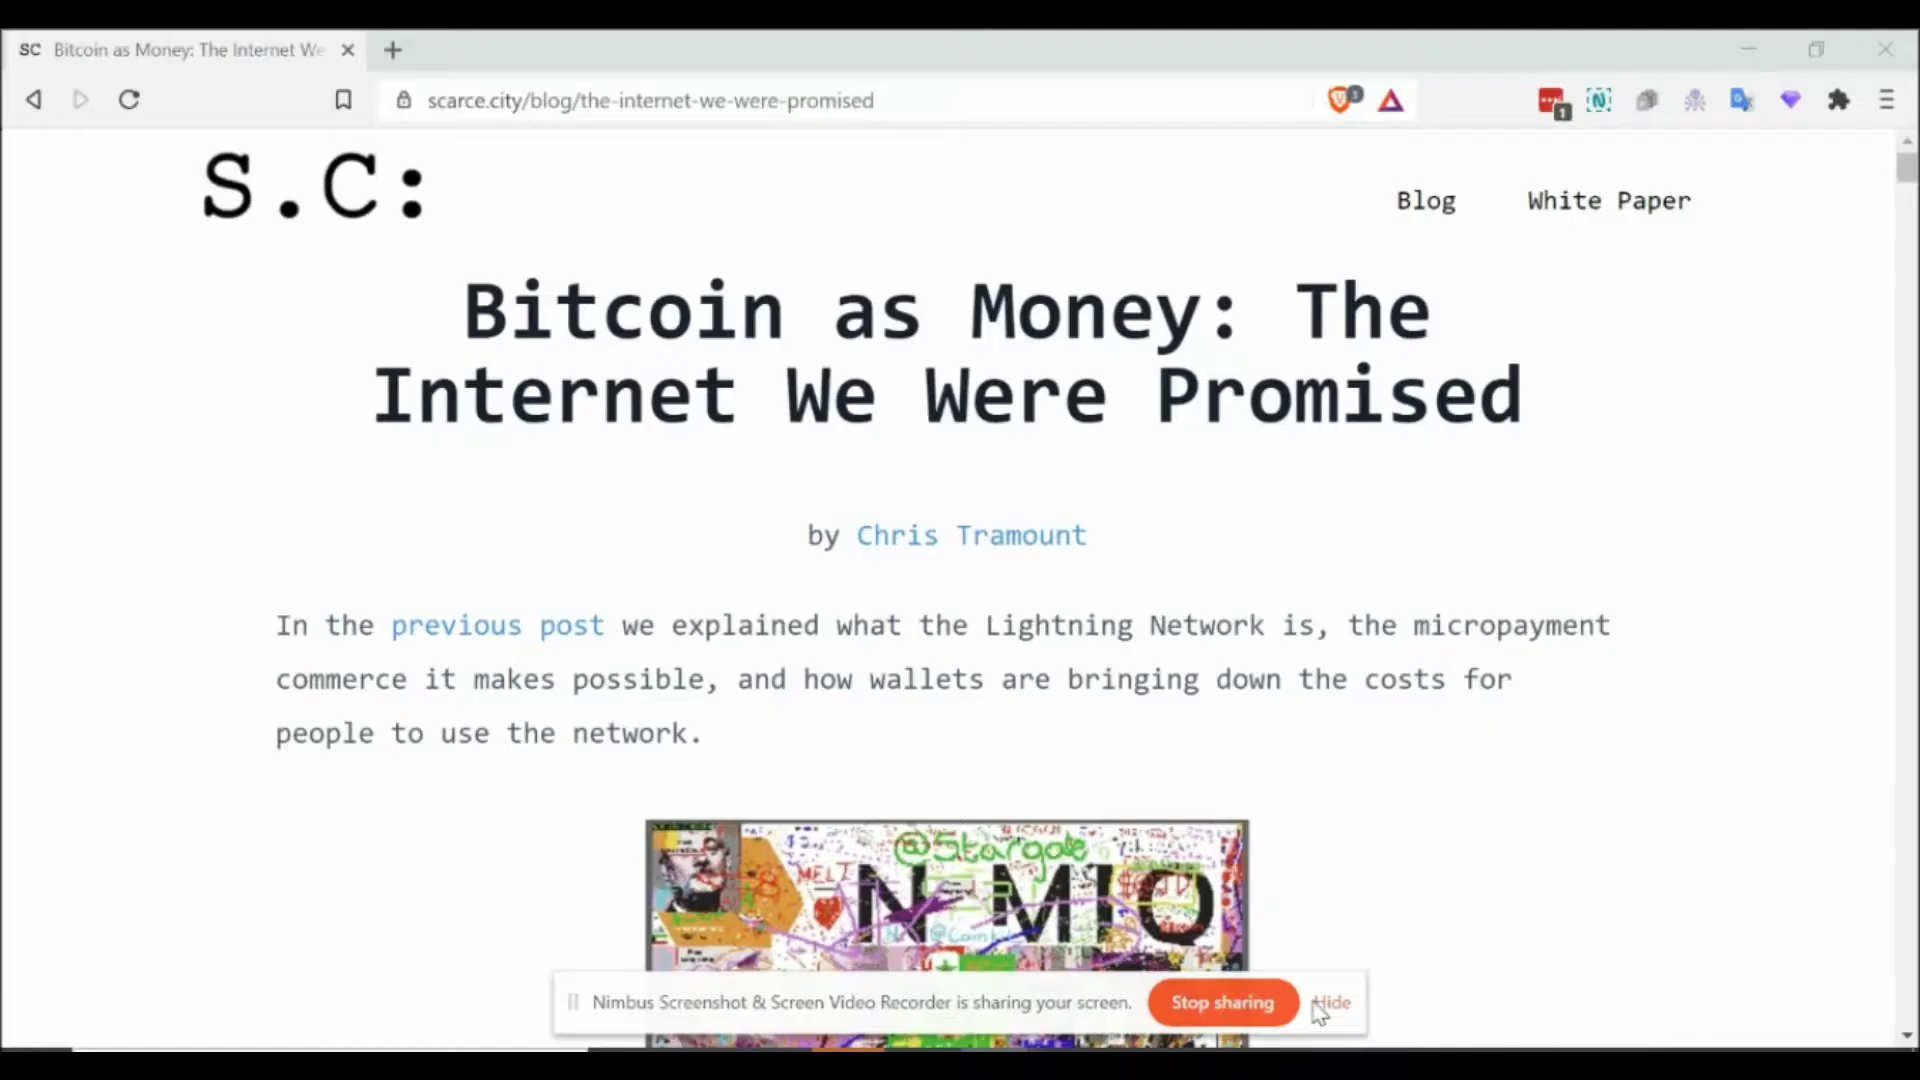 SC Bitcoin as Money: The Internet We
scarce.city/blog/the-internet-we-were-promised
1
S.C:
Blog
White Paper
Bitcoin as Money: The
Internet We Were Promised
by Chris Tramount
In the previous post we explained what the Lightning Network is, the micropayment
commerce it makes possible, and how wallets are bringing down the costs for
people to use the network.
@Stargate
MELT
N MIQ
Nimbus Screenshot & Screen Video Recorder is sharing your screen.
Stop sharing
Hide